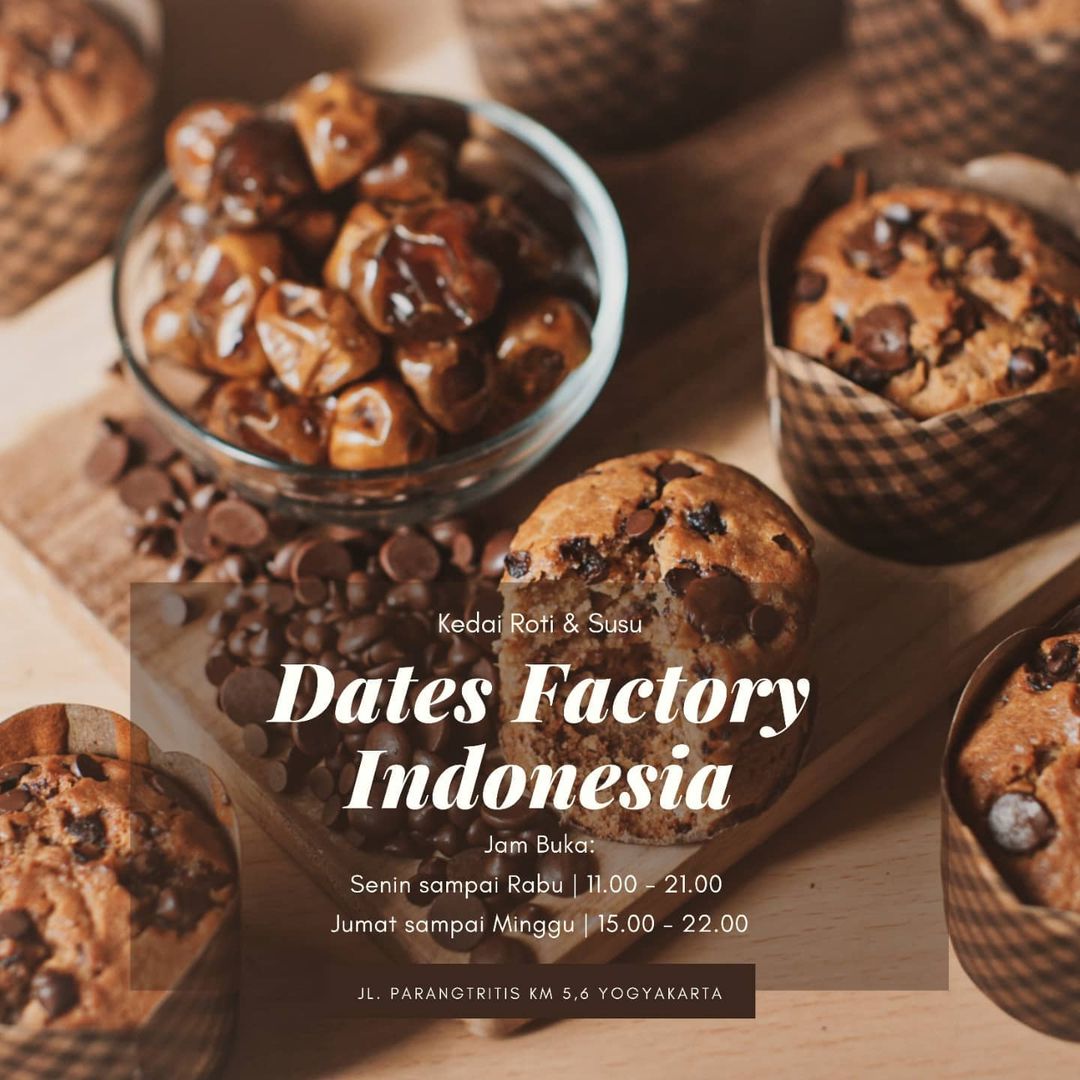 Kedai Roti & Susu
Dates Factory
Indonesia
Jam Buka:
Senin sampai Rabu | 11.00 - 21.00
Jumat sampai Minggu | 15.00 - 22.00
JL. PARANGTRITIS KM 5,6 YOGYAKARTA